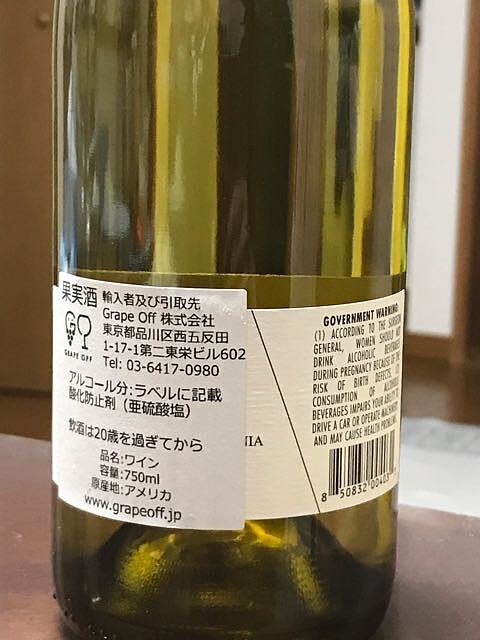 果実酒
輸入者及び引取先
Grape Off 株式会社
東京都品川区西五反田
1-17-1第二東栄ビル602
Tel: 03-6417-0980
GRAPE OFF
アルコール分:ラベルに記載
酸化防止剤（亜硫酸塩）
飲酒は20歳を過ぎてから
品名:ワイン
容量:750ml
原産地:アメリカ
www.grapeoff.jp
NIA
GOVERNMENT WARNING:
(1) ACCORDING TO THE SURGEON
GENERAL, WOMEN SHOULD NOT
DRINK ALCOHOLIC BEVERAGES
DURING PREGNANCY BECAUSE OF THE
RISK OF BIRTH DEFECTS. (2)
CONSUMPTION OF ALCOHOLIC
BEVERAGES IMPAIRS YOUR ABILITY TO
DRIVE A CAR OR OPERATE MACHINERY,
AND MAY CAUSE HEALTH PROBLEMS.
8 50832 00403